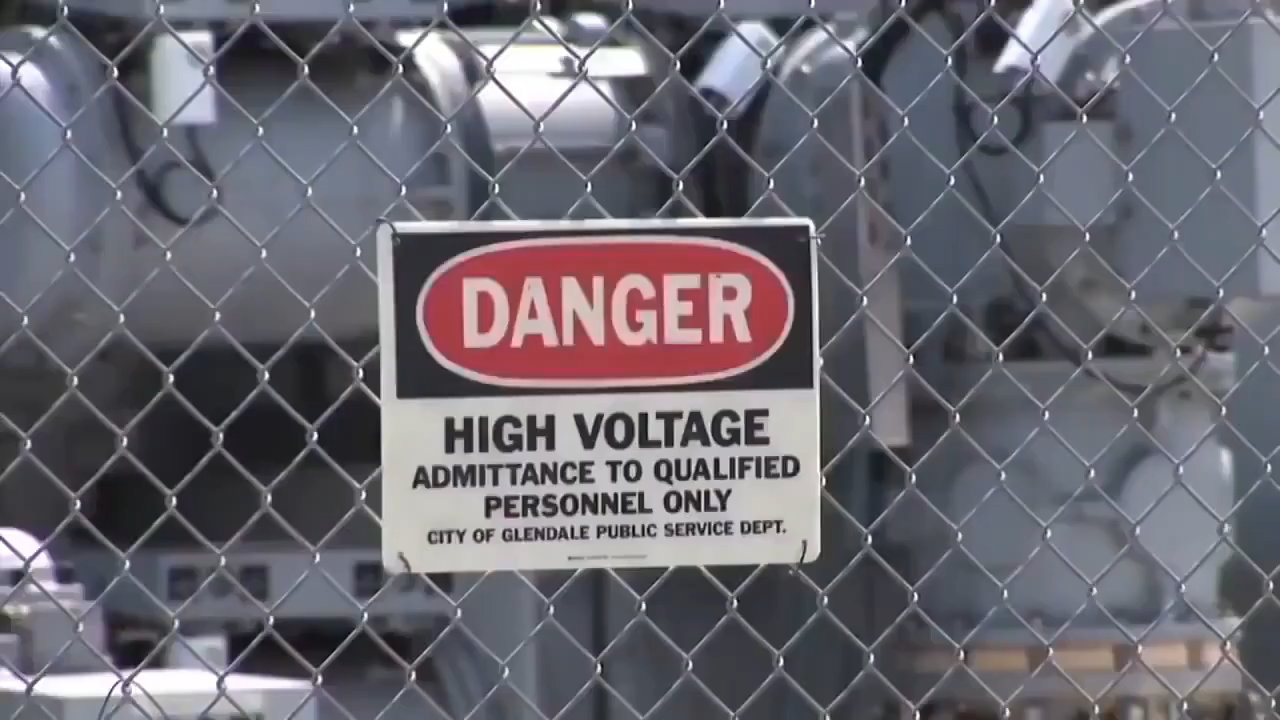 DANGER
HIGH VOLTAGE
ADMITTANCE TO QUALIFIED
PERSONNEL ONLY
CITY OF GLENDALE PUBLIC SERVICE DEPT.